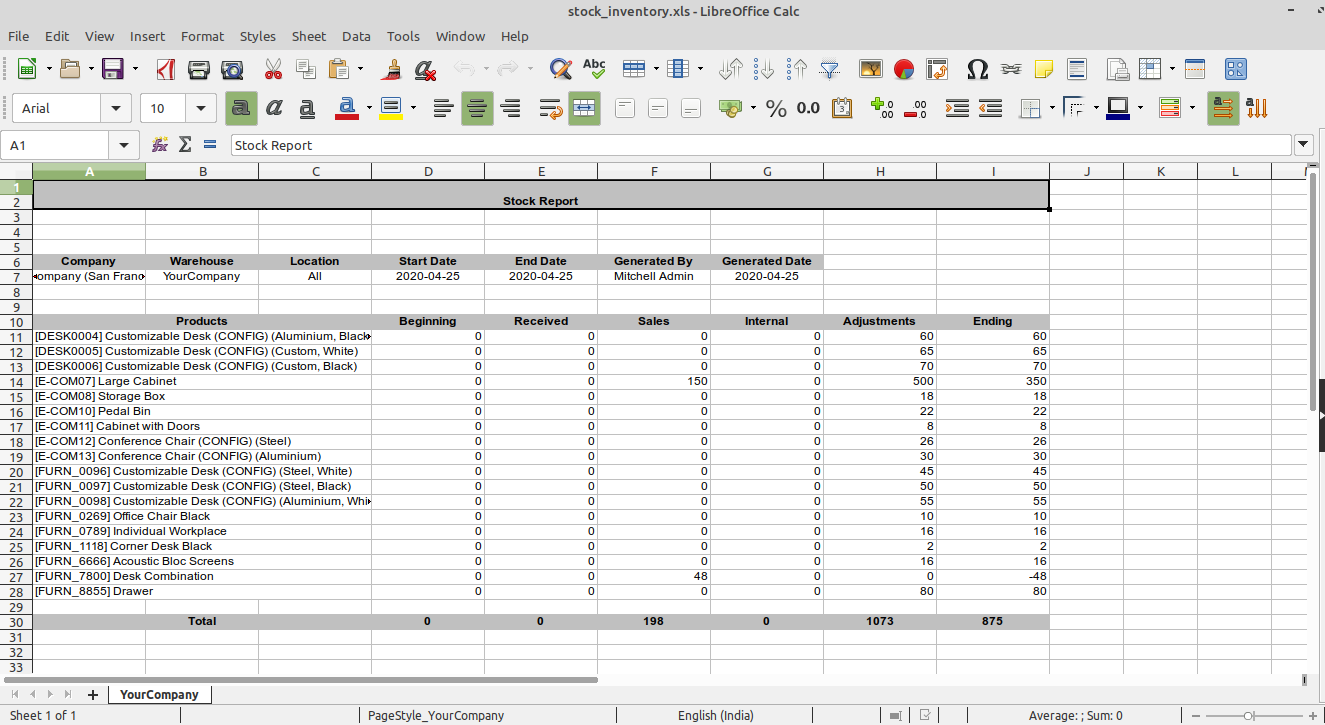 stock_inventory.xls - LibreOffice Calc
File Edit View Insert Format Styles Sheet Data Tools Window Help
Arial 10
A1 Stock Report
A B C D E F G H I J K L
1
2 Stock Report
3
4
5
6 Company Warehouse Location Start Date End Date Generated By Generated Date
7 ompany (San Franc YourCompany All 2020-04-25 2020-04-25 Mitchell Admin 2020-04-25
8
9
10 Products Beginning Received Sales Internal Adjustments Ending
11 [DESK0004] Customizable Desk (CONFIG) (Aluminium, Black 0 0 0 0 60 60
12 [DESK0005] Customizable Desk (CONFIG) (Custom, White) 0 0 0 0 65 65
13 [DESK0006] Customizable Desk (CONFIG) (Custom, Black) 0 0 0 0 70 70
14 [E-COM07] Large Cabinet 0 0 150 0 500 350
15 [E-COM08] Storage Box 0 0 0 0 18 18
16 [E-COM10] Pedal Bin 0 0 0 0 22 22
17 [E-COM11] Cabinet with Doors 0 0 0 0 8 8
18 [E-COM12] Conference Chair (CONFIG) (Steel) 0 0 0 0 26 26
19 [E-COM13] Conference Chair (CONFIG) (Aluminium) 0 0 0 0 30 30
20 [FURN_0096] Customizable Desk (CONFIG) (Steel, White) 0 0 0 0 45 45
21 [FURN_0097] Customizable Desk (CONFIG) (Steel, Black) 0 0 0 0 50 50
22 [FURN_0098] Customizable Desk (CONFIG) (Aluminium, Whi 0 0 0 0 55 55
23 [FURN_0269] Office Chair Black 0 0 0 0 10 10
24 [FURN_0789] Individual Workplace 0 0 0 0 16 16
25 [FURN_1118] Corner Desk Black 0 0 0 0 2 2
26 [FURN_6666] Acoustic Bloc Screens 0 0 0 0 16 16
27 [FURN_7800] Desk Combination 0 0 48 0 0 -48
28 [FURN_8855] Drawer 0 0 0 0 80 80
29
30 Total 0 0 198 0 1073 875
31
32
33
YourCompany
Sheet 1 of 1 PageStyle_YourCompany English (India) Average: ; Sum: 0